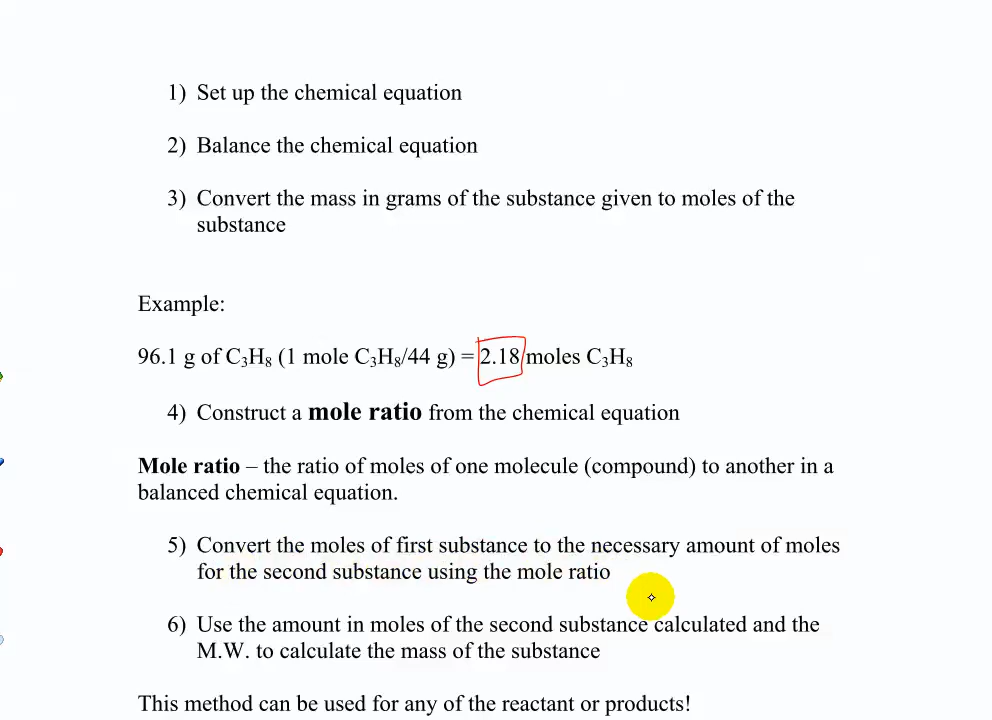 1) Set up the chemical equation
2) Balance the chemical equation
3) Convert the mass in grams of the substance given to moles of the
substance
Example:
96.1 g of C₃H₈ (1 mole C₃H₈/44 g) = 2.18 moles C₃H₈
4) Construct a mole ratio from the chemical equation
Mole ratio – the ratio of moles of one molecule (compound) to another in a
balanced chemical equation.
5) Convert the moles of first substance to the necessary amount of moles
for the second substance using the mole ratio
6) Use the amount in moles of the second substance calculated and the
M.W. to calculate the mass of the substance
This method can be used for any of the reactant or products!